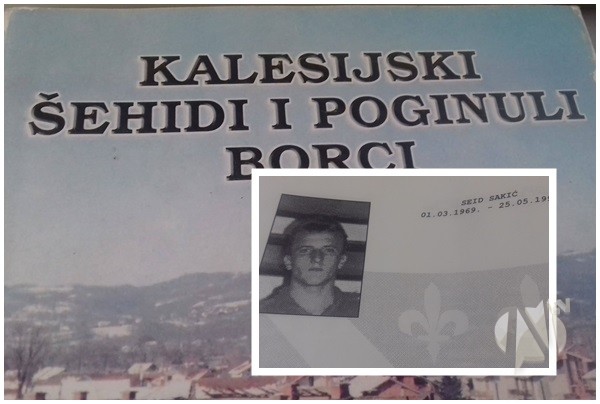 KALESIJSKI
ŠEHIDI I POGINULI
BORCI
SEID SAKIĆ
01.03.1969. - 25.05.199